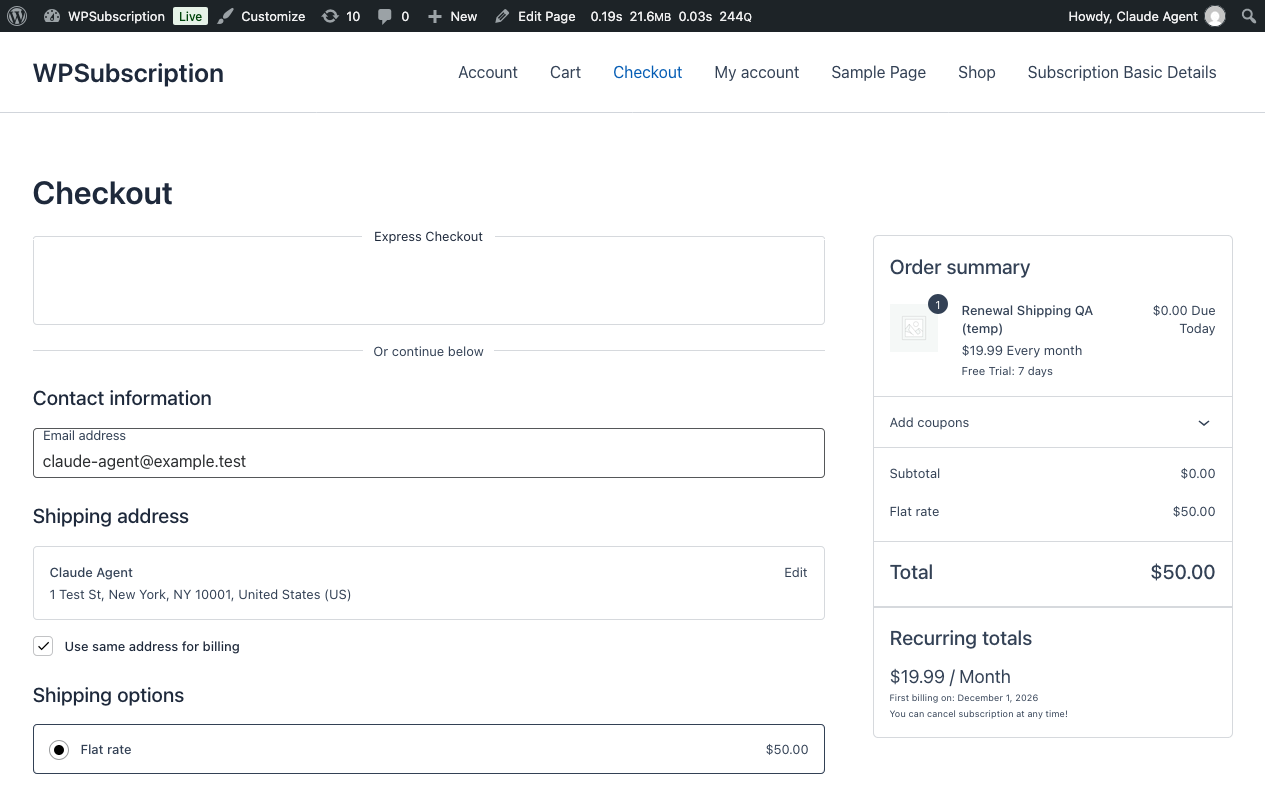 WPSubscription Live Customize 10 0 New Edit Page 0.19s 21.6MB 0.03s 244Q Howdy, Claude Agent
WPSubscription
Account Cart Checkout My account Sample Page Shop Subscription Basic Details
Checkout
Express Checkout
Or continue below
Contact information
Email address
claude-agent@example.test
Shipping address
Claude Agent Edit
1 Test St, New York, NY 10001, United States (US)
Use same address for billing
Shipping options
Flat rate $50.00
Order summary
1
Renewal Shipping QA $0.00 Due
(temp) Today
$19.99 Every month
Free Trial: 7 days
Add coupons
Subtotal $0.00
Flat rate $50.00
Total $50.00
Recurring totals
$19.99 / Month
First billing on: December 1, 2026
You can cancel subscription at any time!